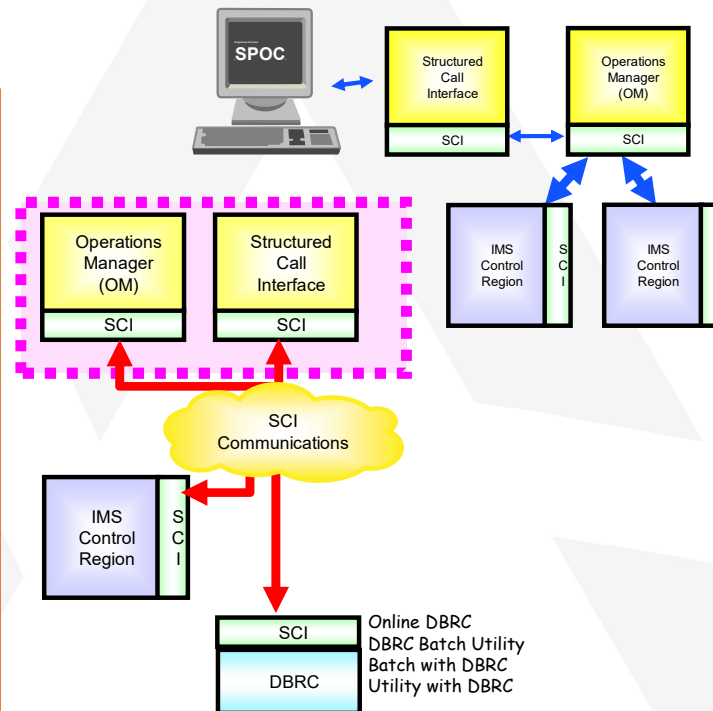 SPOC
Structured
Call
Interface
SCI
Operations
Manager
(OM)
SCI
IMS
Control
Region
S
C
I
IMS
Control
Region
Operations
Manager
(OM)
SCI
Structured
Call
Interface
SCI
SCI
Communications
IMS
Control
Region
S
C
I
SCI
DBRC
Online DBRC
DBRC Batch Utility
Batch with DBRC
Utility with DBRC